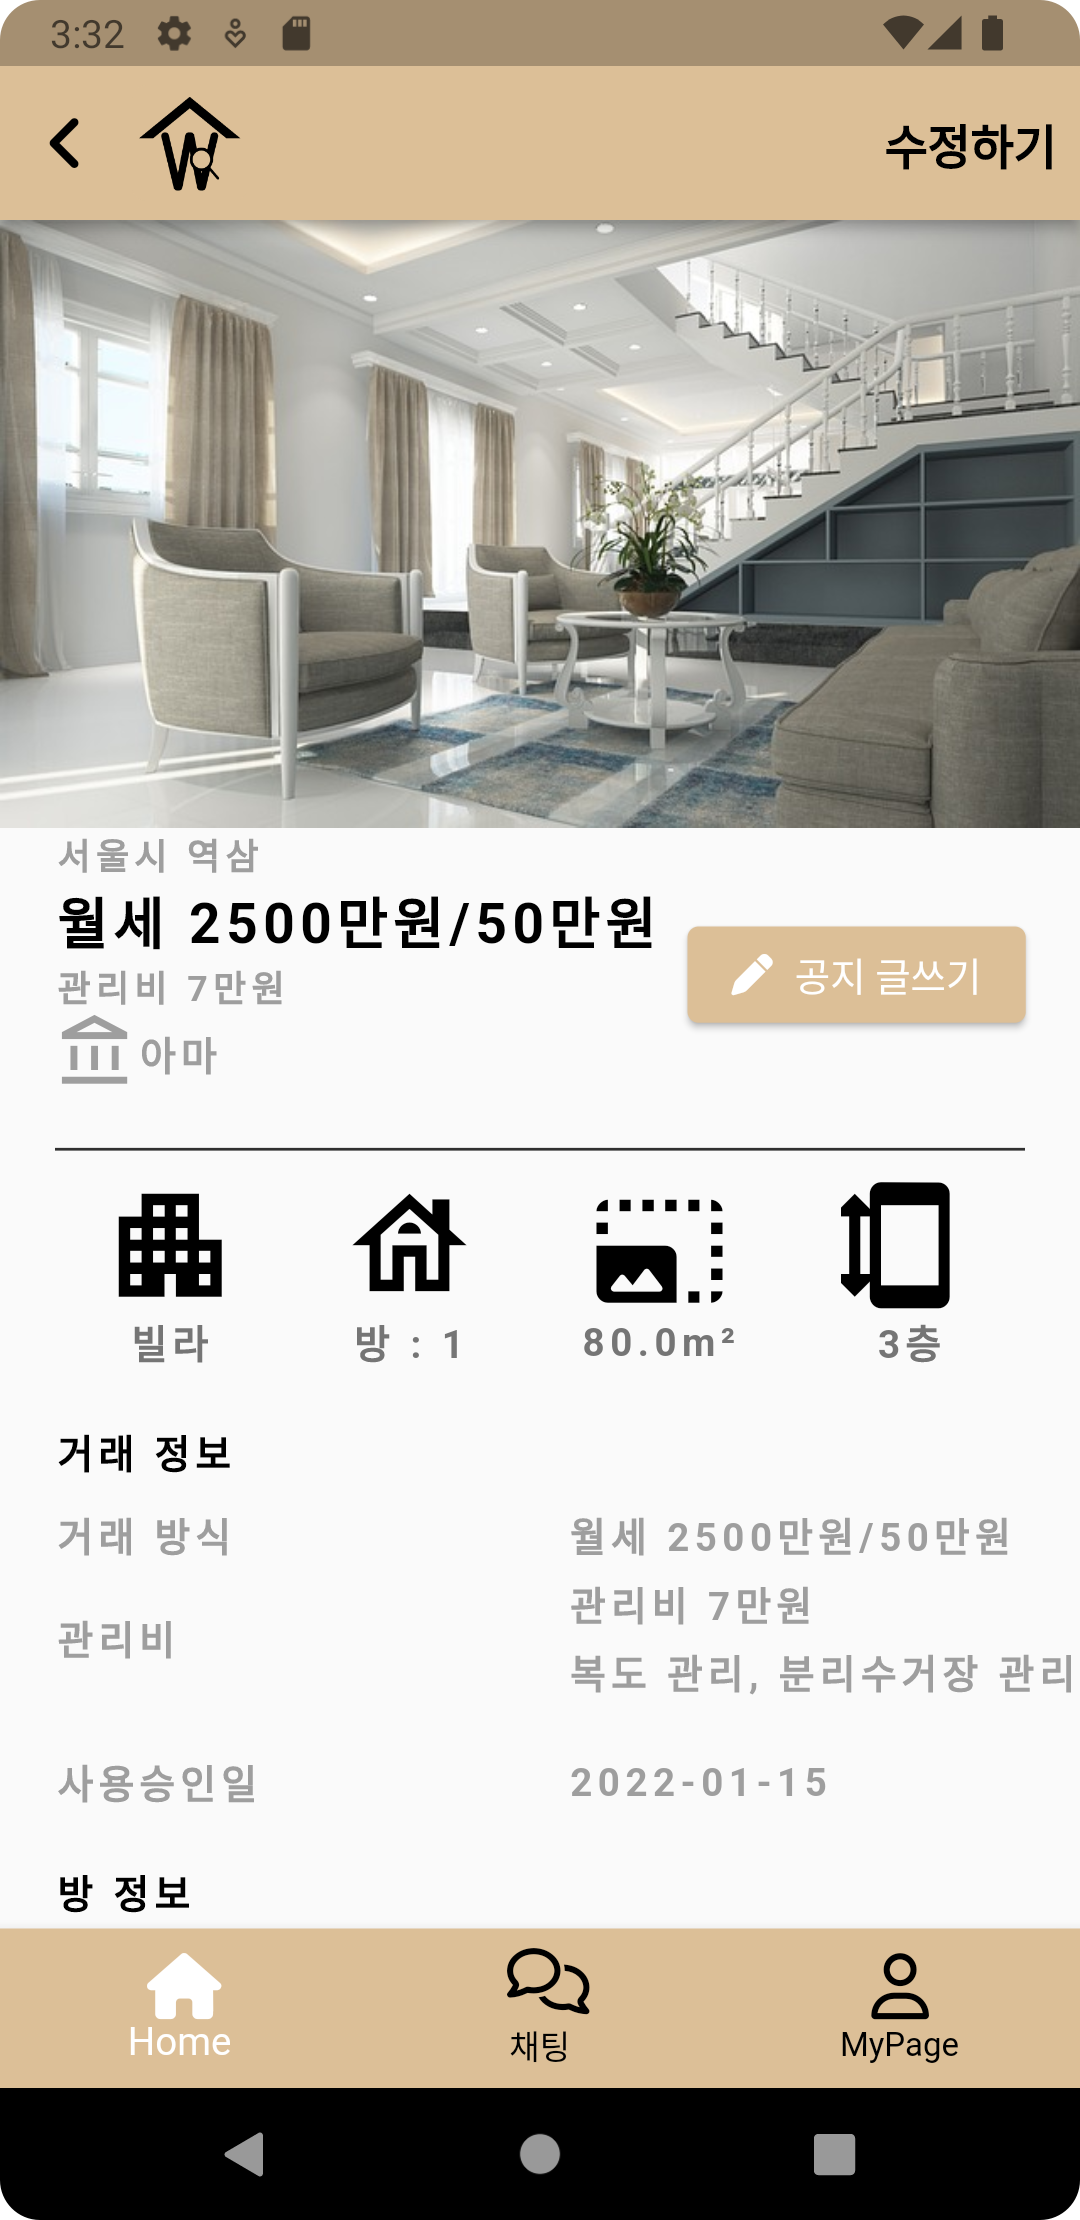 3:32
수정하기
서울시 역삼
월세 2500만원/50만원
관리비 7만원
공지 글쓰기
아마
빌라
방 : 1
80.0m²
3층
거래 정보
거래 방식
월세 2500만원/50만원
관리비
관리비 7만원
복도 관리, 분리수거장 관리
사용승인일
2022-01-15
방 정보
Home
채팅
MyPage